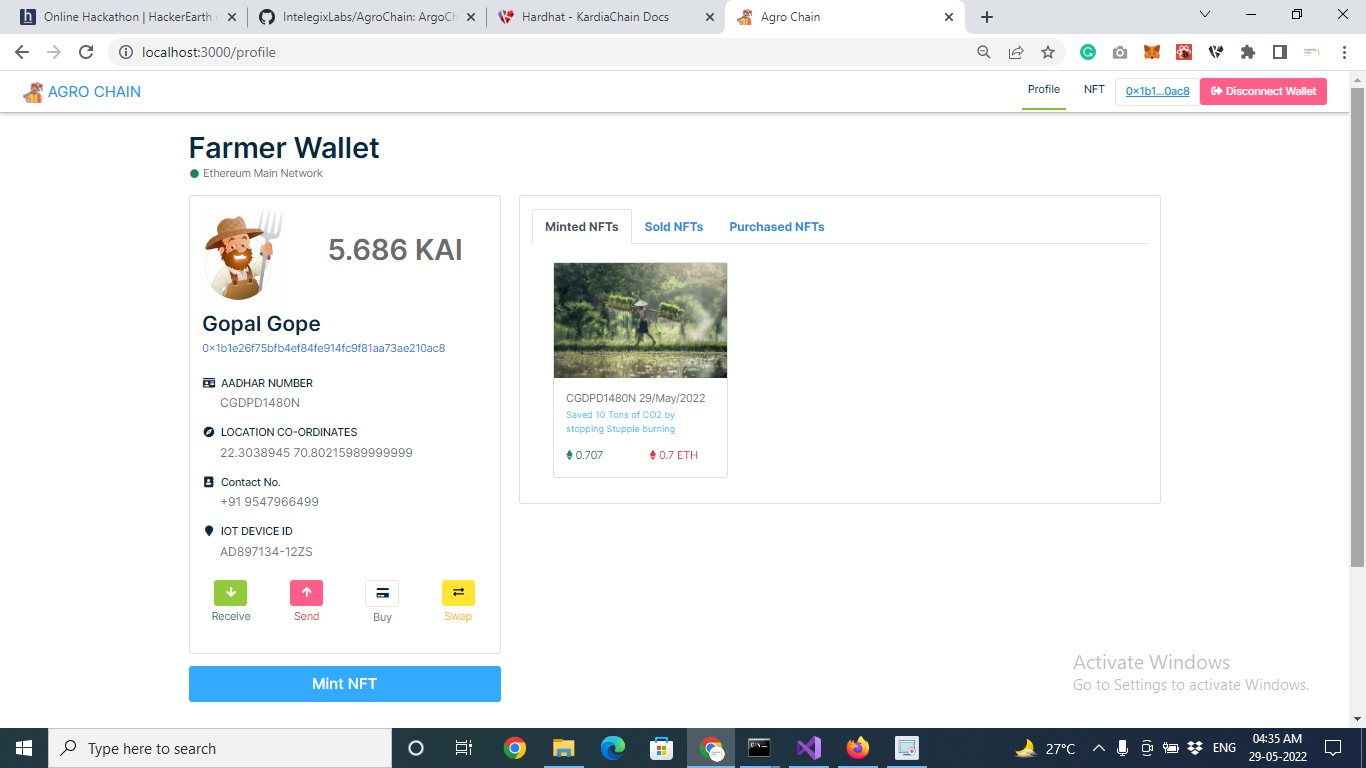 Online Hackathon | HackerEarth
IntelegixLabs/AgroChain: ArgoCh
Hardhat - KardiaChain Docs
Agro Chain
localhost:3000/profile
AGRO CHAIN
Profile
NFT
0×1b1...0ac8
Disconnect Wallet
Farmer Wallet
Ethereum Main Network
5.686 KAI
Gopal Gope
0×1b1e26f75bfb4ef84fe914fc9f81aa73ae210ac8
AADHAR NUMBER
CGDPD1480N
LOCATION CO-ORDINATES
22.3038945 70.80215989999999
Contact No.
+91 9547966499
IOT DEVICE ID
AD897134-12ZS
Receive
Send
Buy
Swap
Mint NFT
Minted NFTs
Sold NFTs
Purchased NFTs
CGDPD1480N 29/May/2022
Saved 10 Tons of CO2 by
stopping Stupple burning
0.707
0.7 ETH
Activate Windows
Go to Settings to activate Windows.
Type here to search
27°C
ENG
04:35 AM
29-05-2022